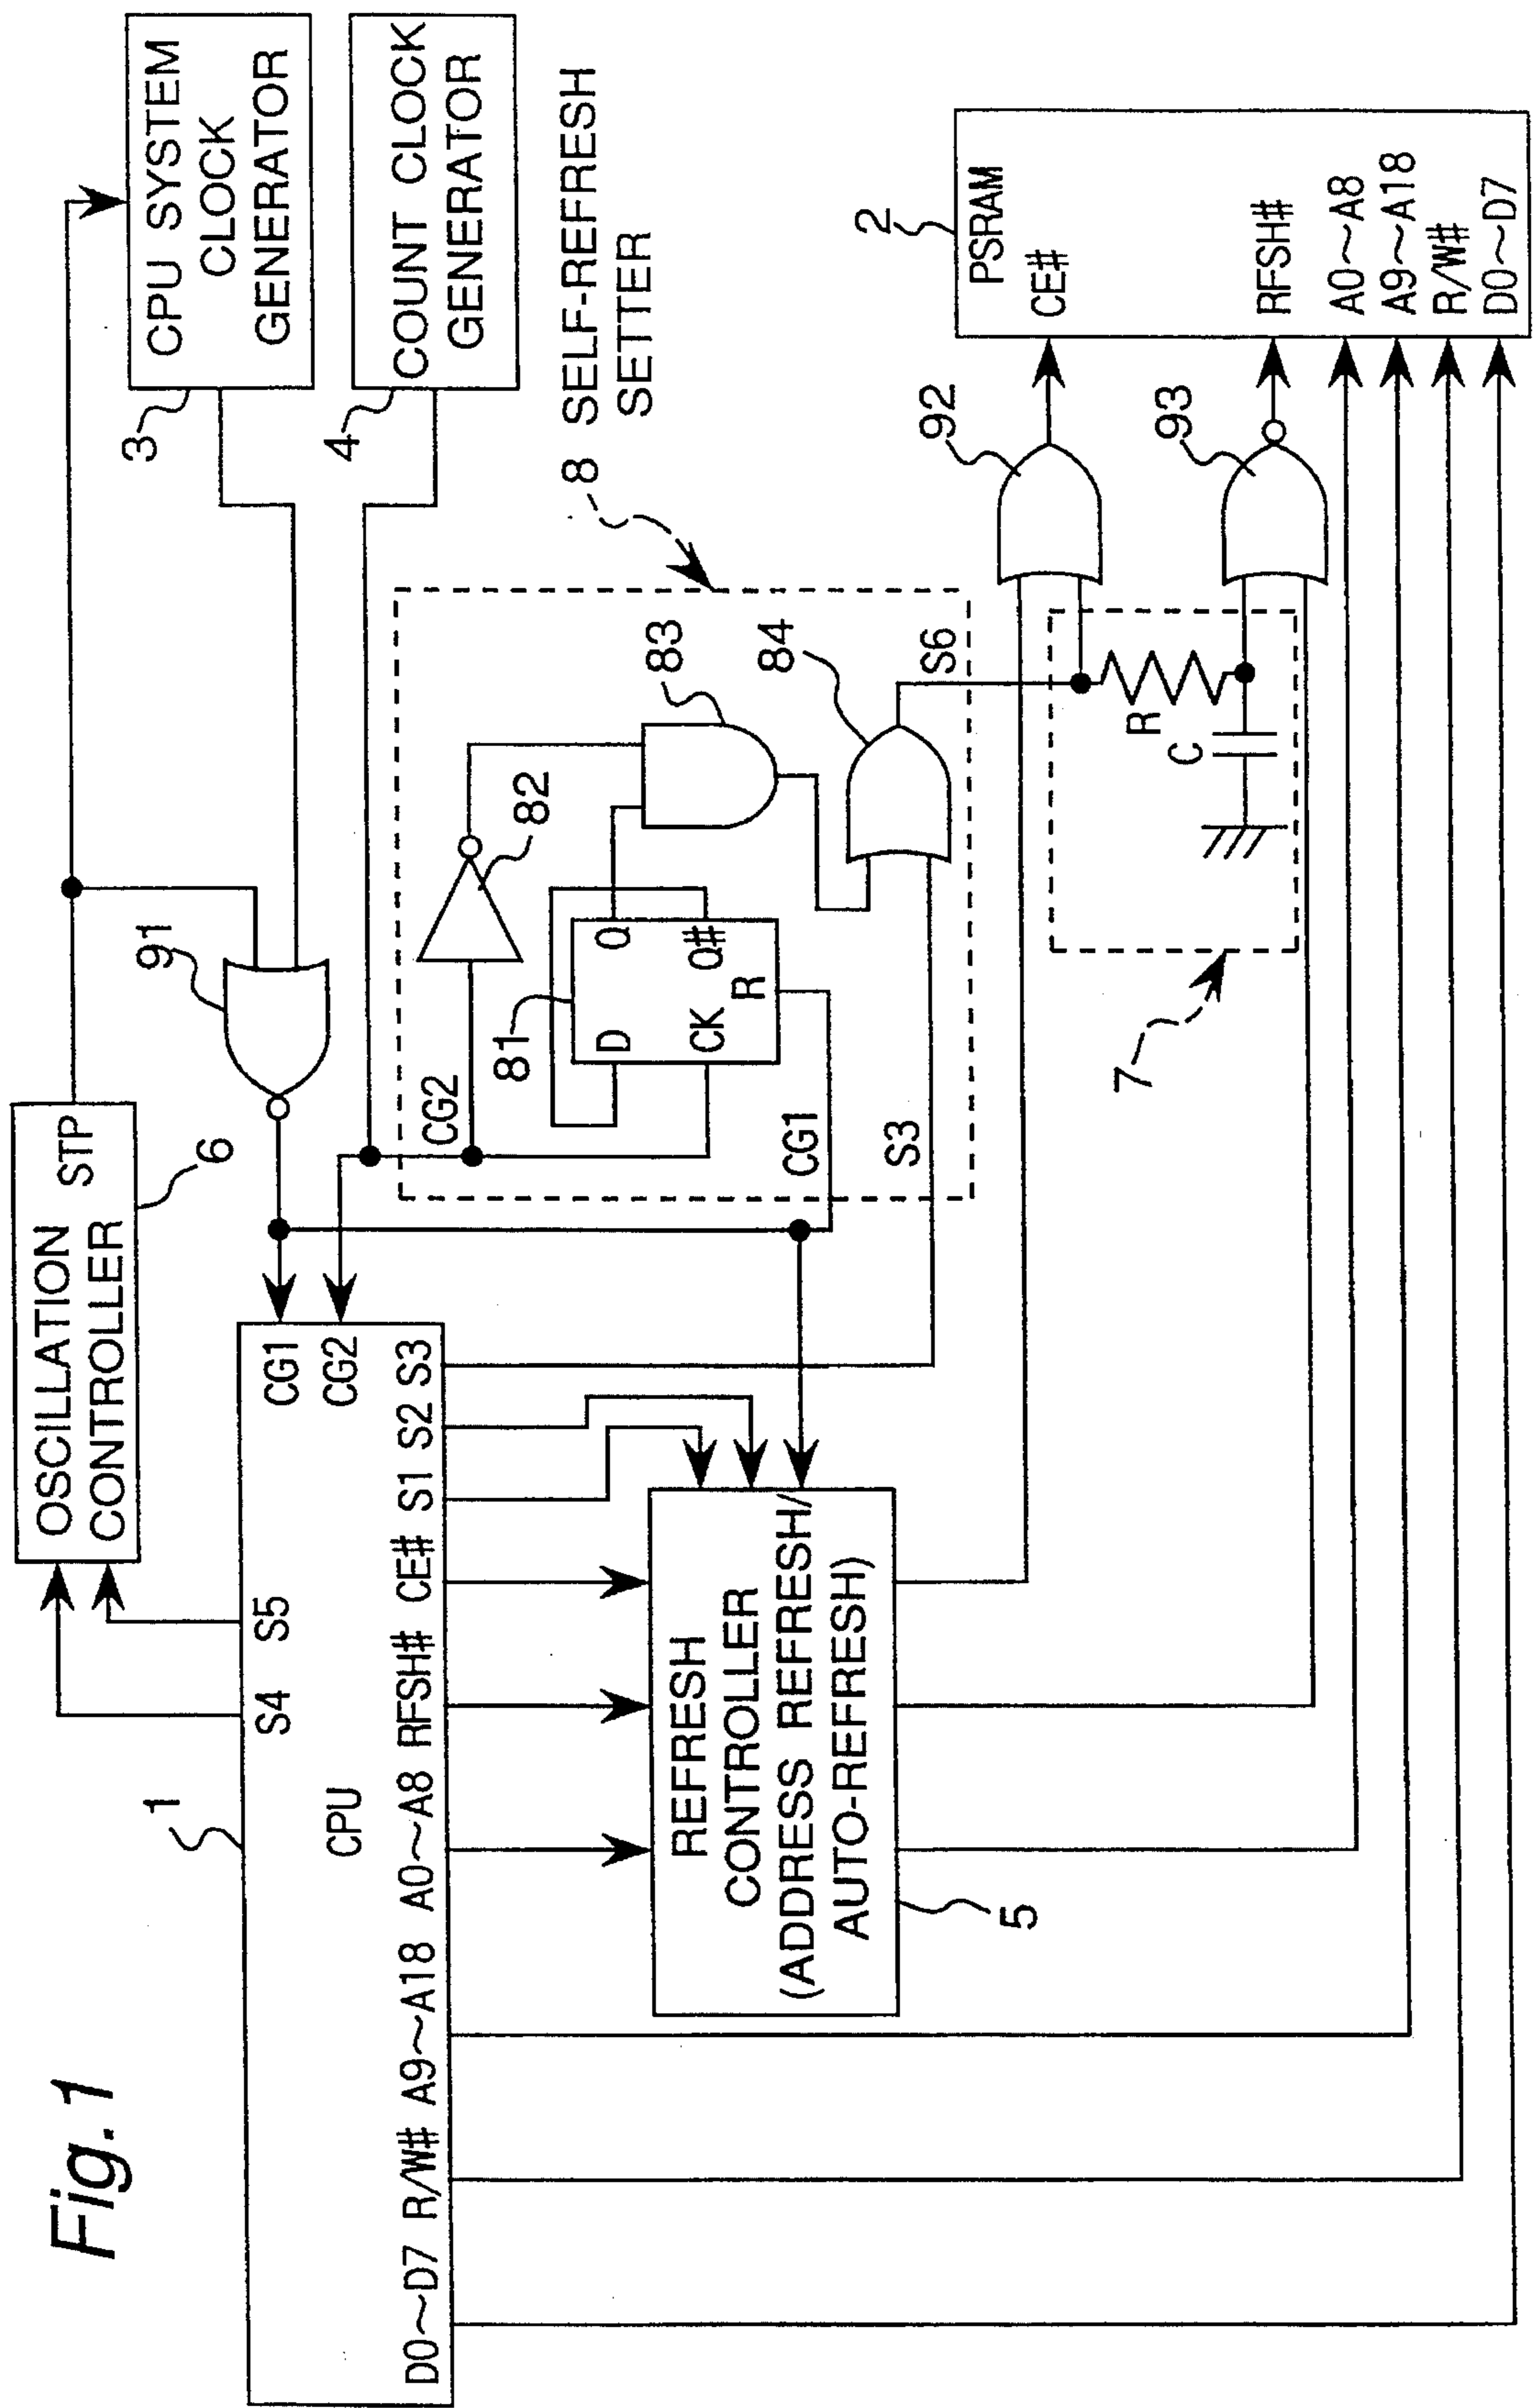 Fig.1
OSCILLATION
CONTROLLER
STP
6
91
CPU SYSTEM
CLOCK
GENERATOR
3
COUNT CLOCK
GENERATOR
4
8 SELF-REFRESH
SETTER
1
CPU
S4
S5
CG1
CG2
D0~D7
R/W#
A9~A18
A0~A8
RFSH#
CE#
S1
S2
S3
CG2
82
83
81
D
Q
CK
Q#
R
CG1
S3
84
S6
REFRESH
CONTROLLER
(ADDRESS REFRESH/
AUTO-REFRESH)
5
7
R
C
92
93
2
PSRAM
CE#
RFSH#
A0~A8
A9~A18
R/W#
D0~D7